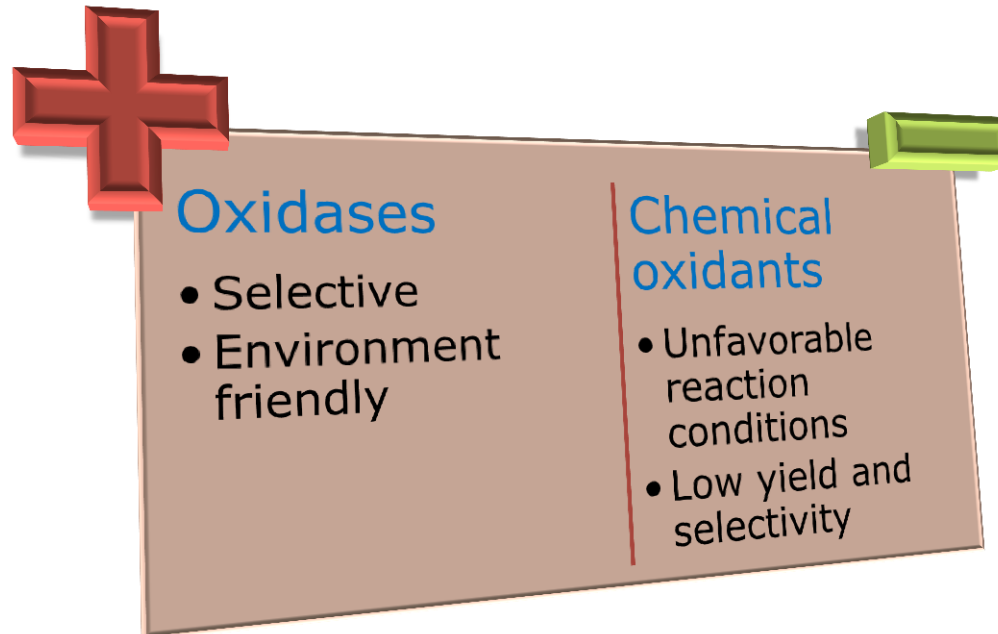 Oxidases
• Selective
• Environment
friendly
Chemical
oxidants
• Unfavorable
reaction
conditions
• Low yield and
selectivity